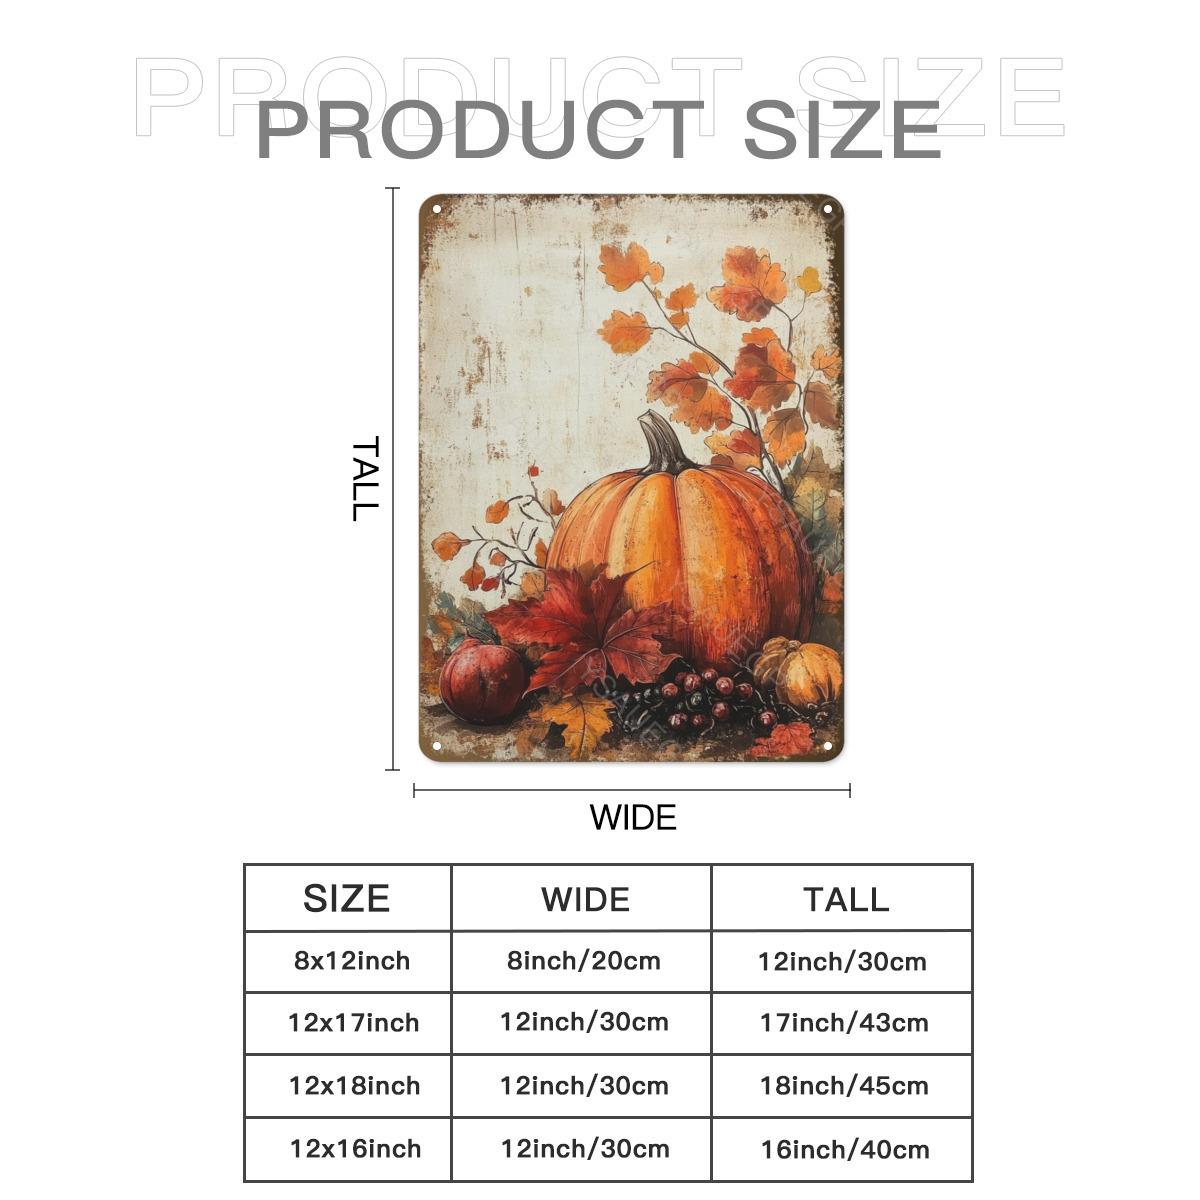 PRODUCT SIZE
PRODUCT SIZE
TALL
WIDE
SIZE WIDE TALL
8x12inch 8inch/20cm 12inch/30cm
12x17inch 12inch/30cm 17inch/43cm
12x18inch 12inch/30cm 18inch/45cm
12x16inch 12inch/30cm 16inch/40cm